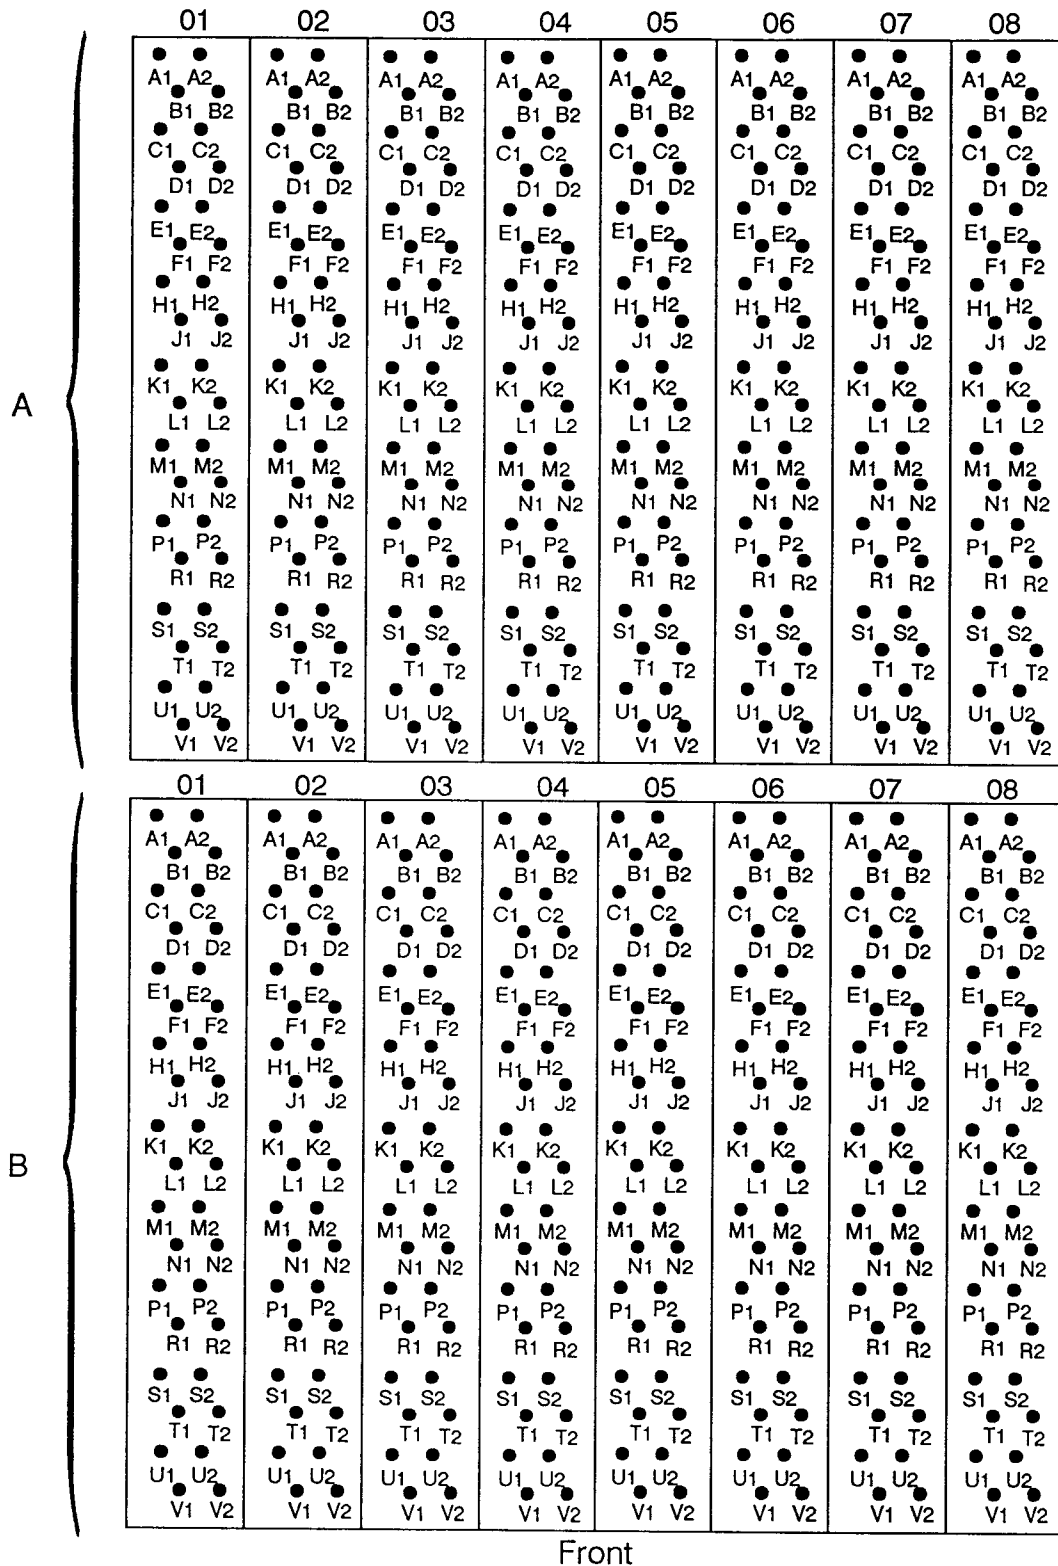 01 02 03 04 05 06 07 08
A1 A2 A1 A2 A1 A2 A1 A2 A1 A2 A1 A2 A1 A2 A1 A2
B1 B2 B1 B2 B1 B2 B1 B2 B1 B2 B1 B2 B1 B2 B1 B2
C1 C2 C1 C2 C1 C2 C1 C2 C1 C2 C1 C2 C1 C2 C1 C2
D1 D2 D1 D2 D1 D2 D1 D2 D1 D2 D1 D2 D1 D2 D1 D2
E1 E2 E1 E2 E1 E2 E1 E2 E1 E2 E1 E2 E1 E2 E1 E2
F1 F2 F1 F2 F1 F2 F1 F2 F1 F2 F1 F2 F1 F2 F1 F2
H1 H2 H1 H2 H1 H2 H1 H2 H1 H2 H1 H2 H1 H2 H1 H2
J1 J2 J1 J2 J1 J2 J1 J2 J1 J2 J1 J2 J1 J2 J1 J2
K1 K2 K1 K2 K1 K2 K1 K2 K1 K2 K1 K2 K1 K2 K1 K2
A
L1 L2 L1 L2 L1 L2 L1 L2 L1 L2 L1 L2 L1 L2 L1 L2
M1 M2 M1 M2 M1 M2 M1 M2 M1 M2 M1 M2 M1 M2 M1 M2
N1 N2 N1 N2 N1 N2 N1 N2 N1 N2 N1 N2 N1 N2 N1 N2
P1 P2 P1 P2 P1 P2 P1 P2 P1 P2 P1 P2 P1 P2 P1 P2
R1 R2 R1 R2 R1 R2 R1 R2 R1 R2 R1 R2 R1 R2 R1 R2
S1 S2 S1 S2 S1 S2 S1 S2 S1 S2 S1 S2 S1 S2 S1 S2
T1 T2 T1 T2 T1 T2 T1 T2 T1 T2 T1 T2 T1 T2 T1 T2
U1 U2 U1 U2 U1 U2 U1 U2 U1 U2 U1 U2 U1 U2 U1 U2
V1 V2 V1 V2 V1 V2 V1 V2 V1 V2 V1 V2 V1 V2 V1 V2
01 02 03 04 05 06 07 08
A1 A2 A1 A2 A1 A2 A1 A2 A1 A2 A1 A2 A1 A2 A1 A2
B1 B2 B1 B2 B1 B2 B1 B2 B1 B2 B1 B2 B1 B2 B1 B2
C1 C2 C1 C2 C1 C2 C1 C2 C1 C2 C1 C2 C1 C2 C1 C2
D1 D2 D1 D2 D1 D2 D1 D2 D1 D2 D1 D2 D1 D2 D1 D2
E1 E2 E1 E2 E1 E2 E1 E2 E1 E2 E1 E2 E1 E2 E1 E2
F1 F2 F1 F2 F1 F2 F1 F2 F1 F2 F1 F2 F1 F2 F1 F2
H1 H2 H1 H2 H1 H2 H1 H2 H1 H2 H1 H2 H1 H2 H1 H2
J1 J2 J1 J2 J1 J2 J1 J2 J1 J2 J1 J2 J1 J2 J1 J2
K1 K2 K1 K2 K1 K2 K1 K2 K1 K2 K1 K2 K1 K2 K1 K2
B
L1 L2 L1 L2 L1 L2 L1 L2 L1 L2 L1 L2 L1 L2 L1 L2
M1 M2 M1 M2 M1 M2 M1 M2 M1 M2 M1 M2 M1 M2 M1 M2
N1 N2 N1 N2 N1 N2 N1 N2 N1 N2 N1 N2 N1 N2 N1 N2
P1 P2 P1 P2 P1 P2 P1 P2 P1 P2 P1 P2 P1 P2 P1 P2
R1 R2 R1 R2 R1 R2 R1 R2 R1 R2 R1 R2 R1 R2 R1 R2
S1 S2 S1 S2 S1 S2 S1 S2 S1 S2 S1 S2 S1 S2 S1 S2
T1 T2 T1 T2 T1 T2 T1 T2 T1 T2 T1 T2 T1 T2 T1 T2
U1 U2 U1 U2 U1 U2 U1 U2 U1 U2 U1 U2 U1 U2 U1 U2
V1 V2 V1 V2 V1 V2 V1 V2 V1 V2 V1 V2 V1 V2 V1 V2
Front